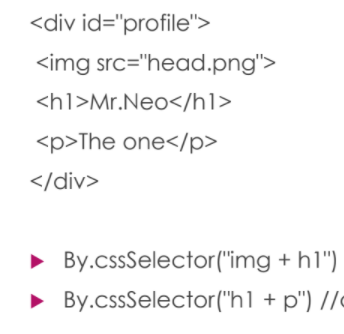 <div id="profile">
<img src="head.png">
<h1>Mr.Neo</h1>
<p>The one</p>
</div>
By.cssSelector("img + h1")
By.cssSelector("h1 + p") //